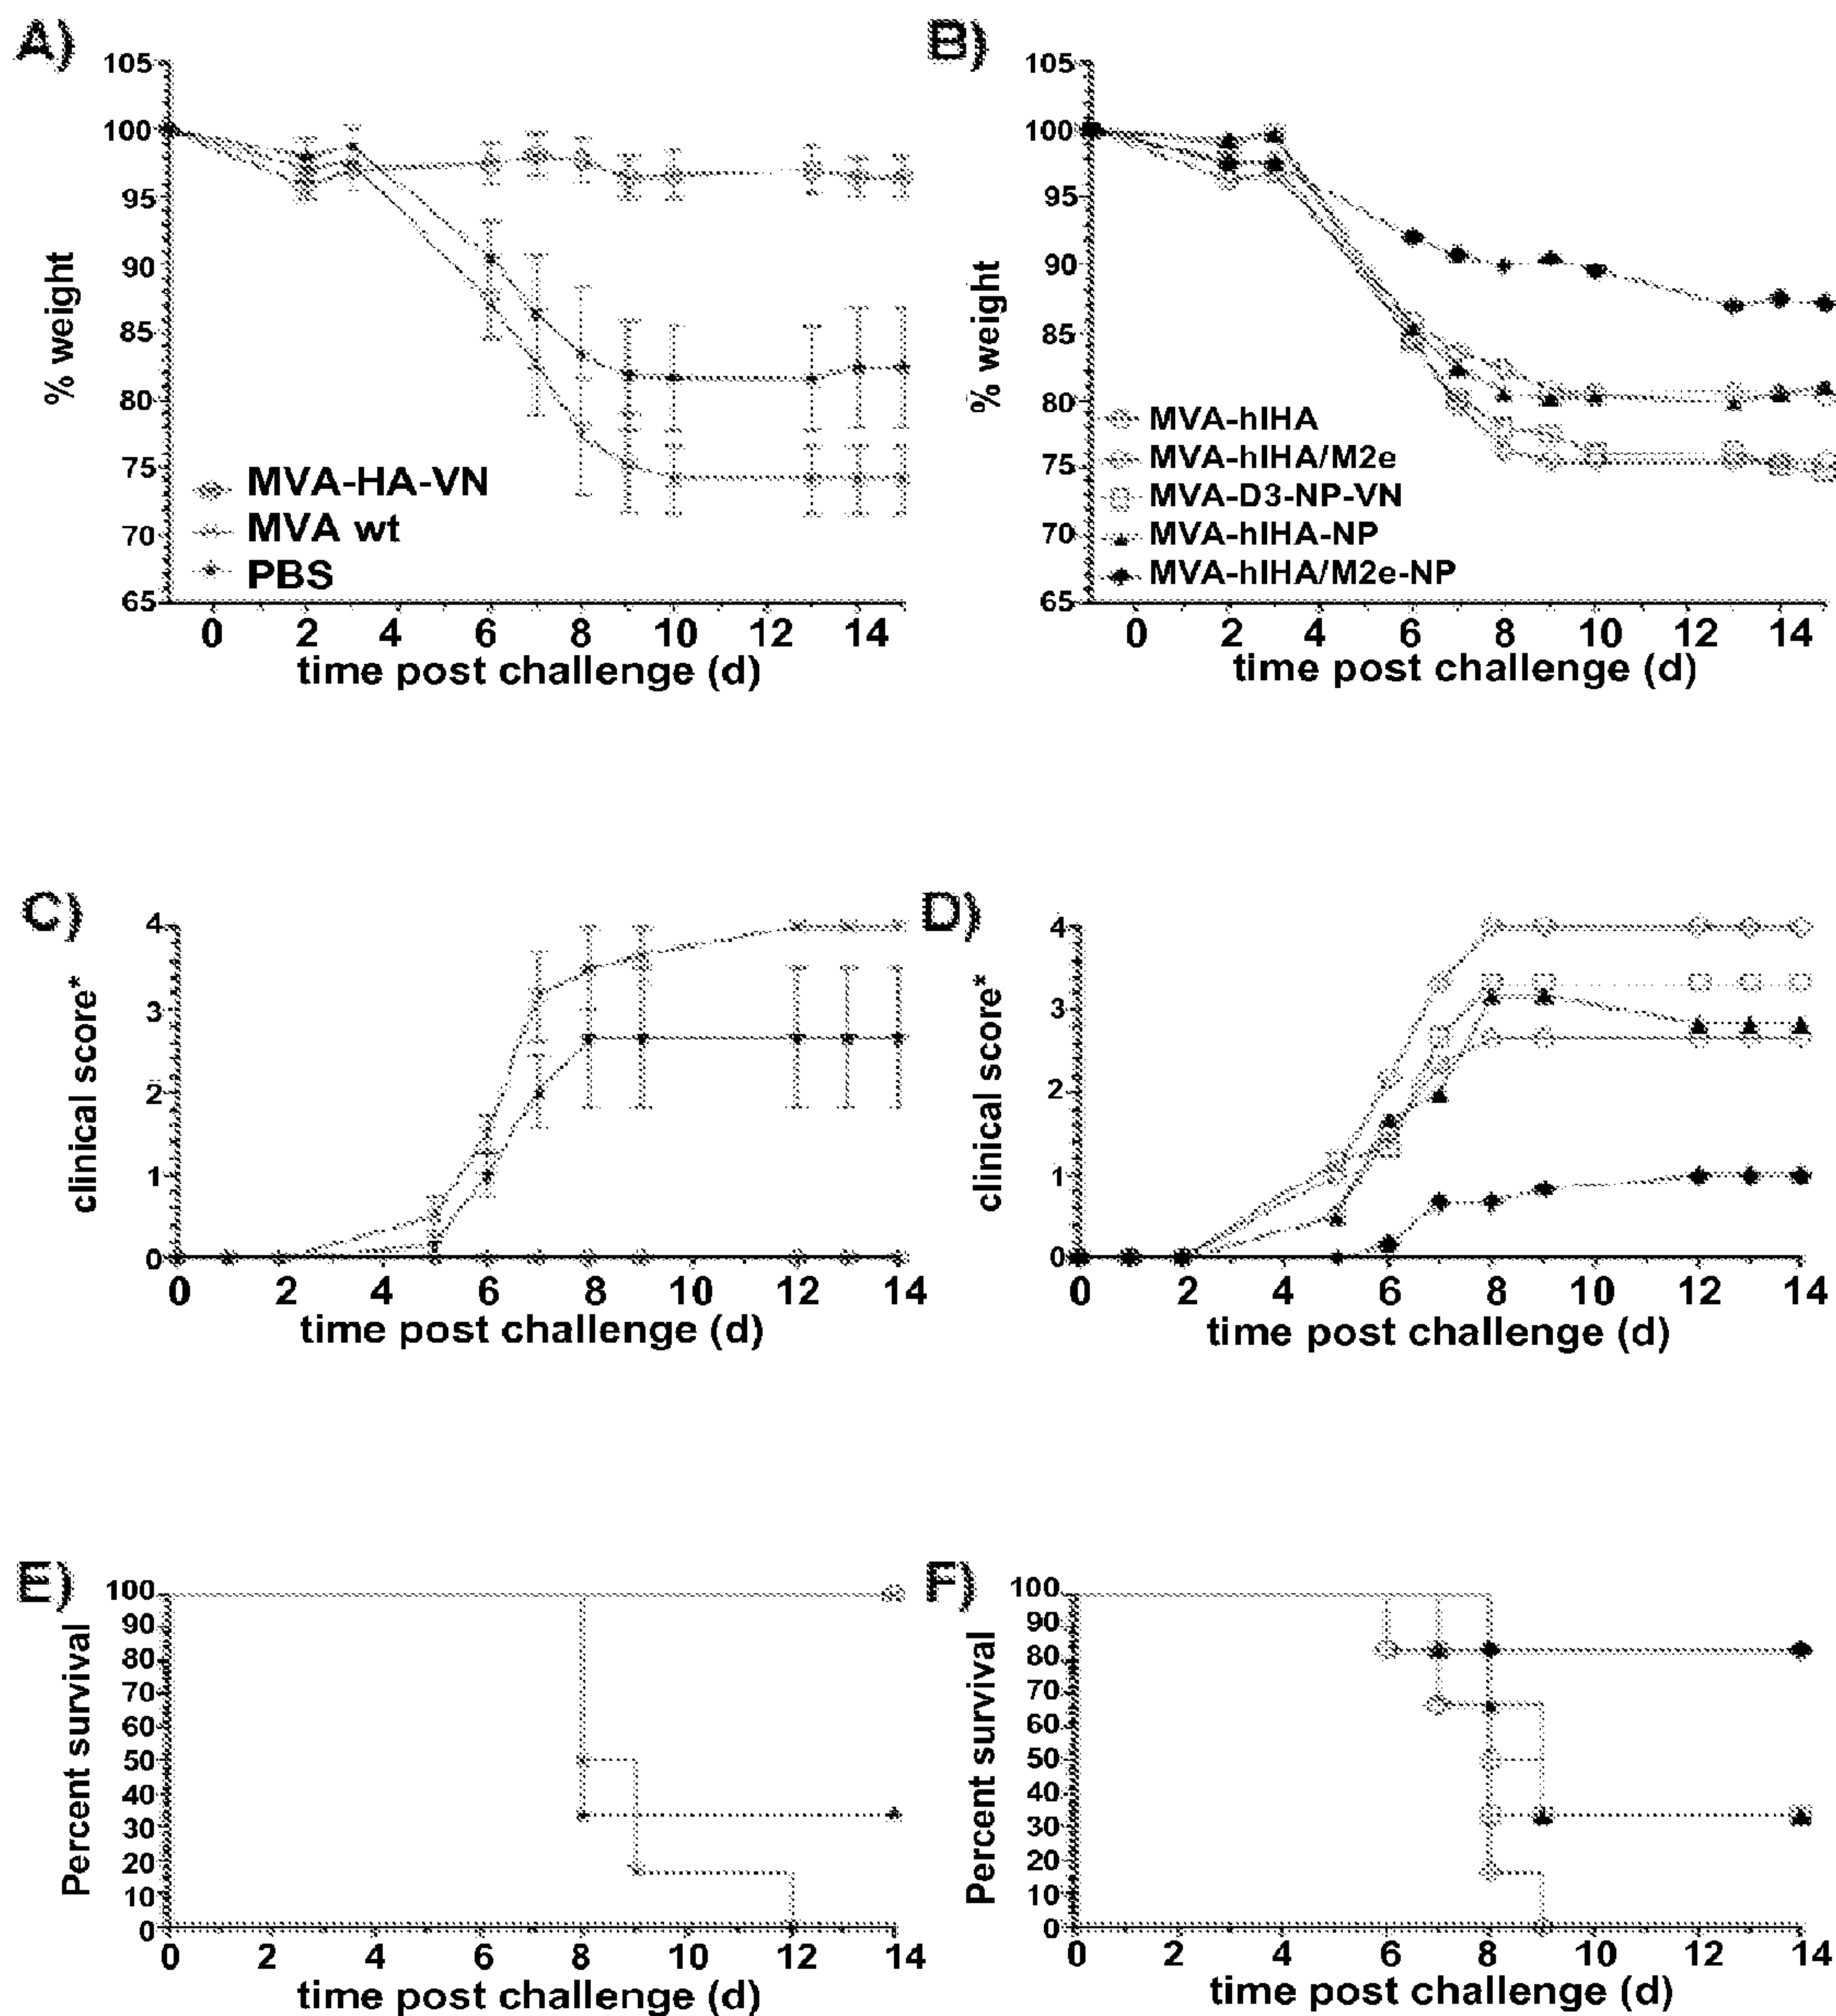 A)
105
100
95
90
85
80
75
70
65
% weight
MVA-HA-VN
MVA wt
PBS
0 2 4 6 8 10 12 14
time post challenge (d)
B)
105
100
95
90
85
80
75
70
65
% weight
MVA-hlHA
MVA-hlHA/M2e
MVA-D3-NP-VN
MVA-hlHA-NP
MVA-hlHA/M2e-NP
0 2 4 6 8 10 12 14
time post challenge (d)
C)
4
3
2
1
0
clinical score*
0 2 4 6 8 10 12 14
time post challenge (d)
D)
4
3
2
1
0
clinical score*
0 2 4 6 8 10 12 14
time post challenge (d)
E)
100
90
80
70
60
50
40
30
20
10
0
Percent survival
0 2 4 6 8 10 12 14
time post challenge (d)
F)
100
90
80
70
60
50
40
30
20
10
0
Percent survival
0 2 4 6 8 10 12 14
time post challenge (d)